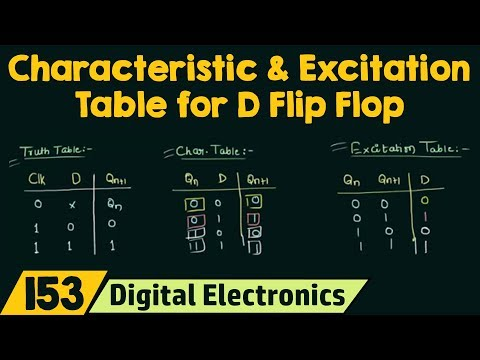 Characteristic & Excitation
Table for D Flip Flop
Truth Table:-
Clk D Qn+1
0 x Qn
1 0 0
1 1 1
Char. Table:-
Qn D Qn+1
0 0 0
0 1 1
1 0 0
1 1 1
Excitation Table:-
Qn Qn+1 D
0 0 0
0 1 1
1 0 0
1 1 1
153 Digital Electronics